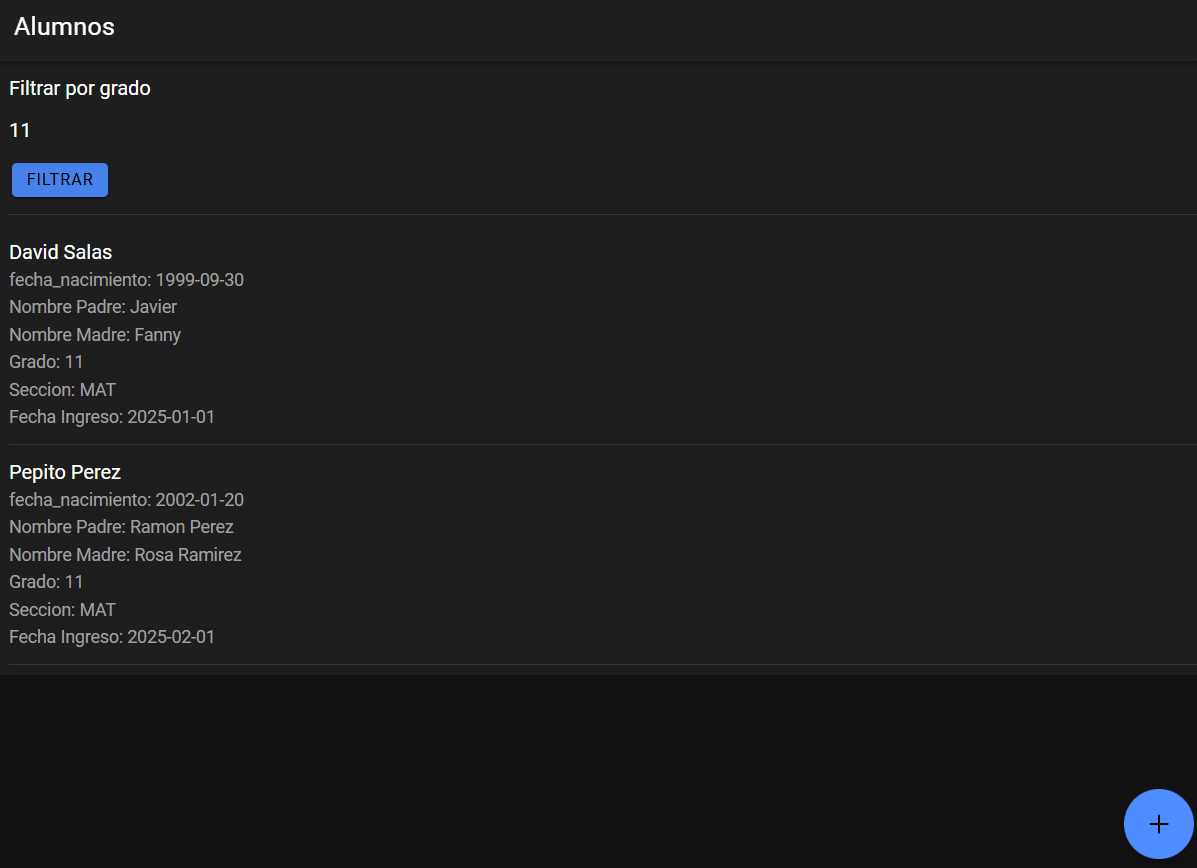 Alumnos
Filtrar por grado
11
FILTRAR
David Salas
fecha_nacimiento: 1999-09-30
Nombre Padre: Javier
Nombre Madre: Fanny
Grado: 11
Seccion: MAT
Fecha Ingreso: 2025-01-01
Pepito Perez
fecha_nacimiento: 2002-01-20
Nombre Padre: Ramon Perez
Nombre Madre: Rosa Ramirez
Grado: 11
Seccion: MAT
Fecha Ingreso: 2025-02-01
+